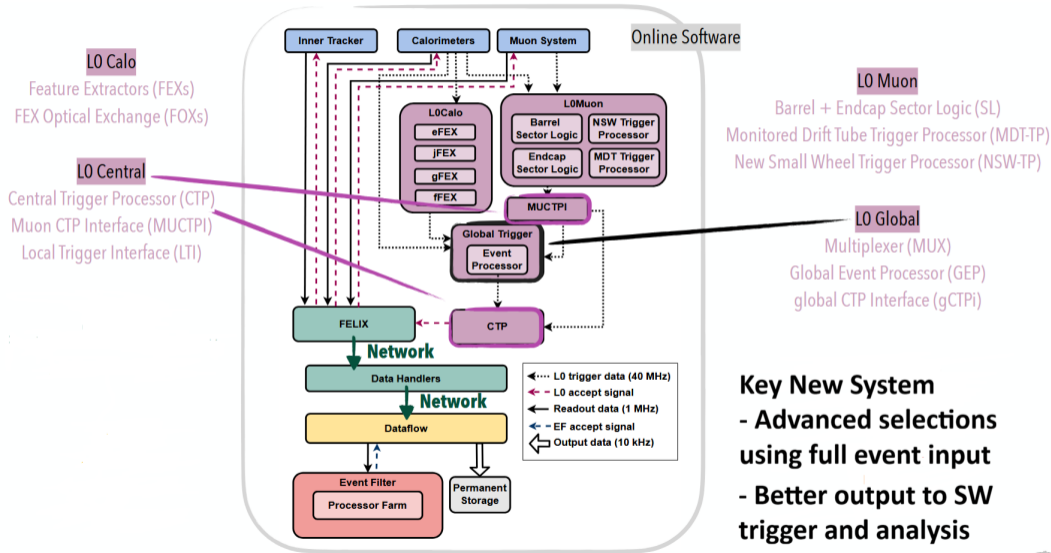 Inner Tracker
Calorimeters
Muon System
Online Software
L0 Calo
Feature Extractors (FEXs)
FEX Optical Exchange (FOXs)
L0 Central
Central Trigger Processor (CTP)
Muon CTP Interface (MUCTPI)
Local Trigger Interface (LTI)
L0Calo
eFEX
jFEX
gFEX
fFEX
L0Muon
Barrel
Sector Logic
NSW Trigger
Processor
Endcap
Sector Logic
MDT Trigger
Processor
MUCTPI
Global Trigger
Event
Processor
CTP
FELIX
Network
Data Handlers
Network
Dataflow
Event Filter
Processor Farm
Permanent
Storage
L0 trigger data (40 MHz)
L0 accept signal
Readout data (1 MHz)
EF accept signal
Output data (10 kHz)
L0 Muon
Barrel + Endcap Sector Logic (SL)
Monitored Drift Tube Trigger Processor (MDT-TP)
New Small Wheel Trigger Processor (NSW-TP)
L0 Global
Multiplexer (MUX)
Global Event Processor (GEP)
global CTP Interface (gCTPi)
Key New System
- Advanced selections
using full event input
- Better output to SW
trigger and analysis